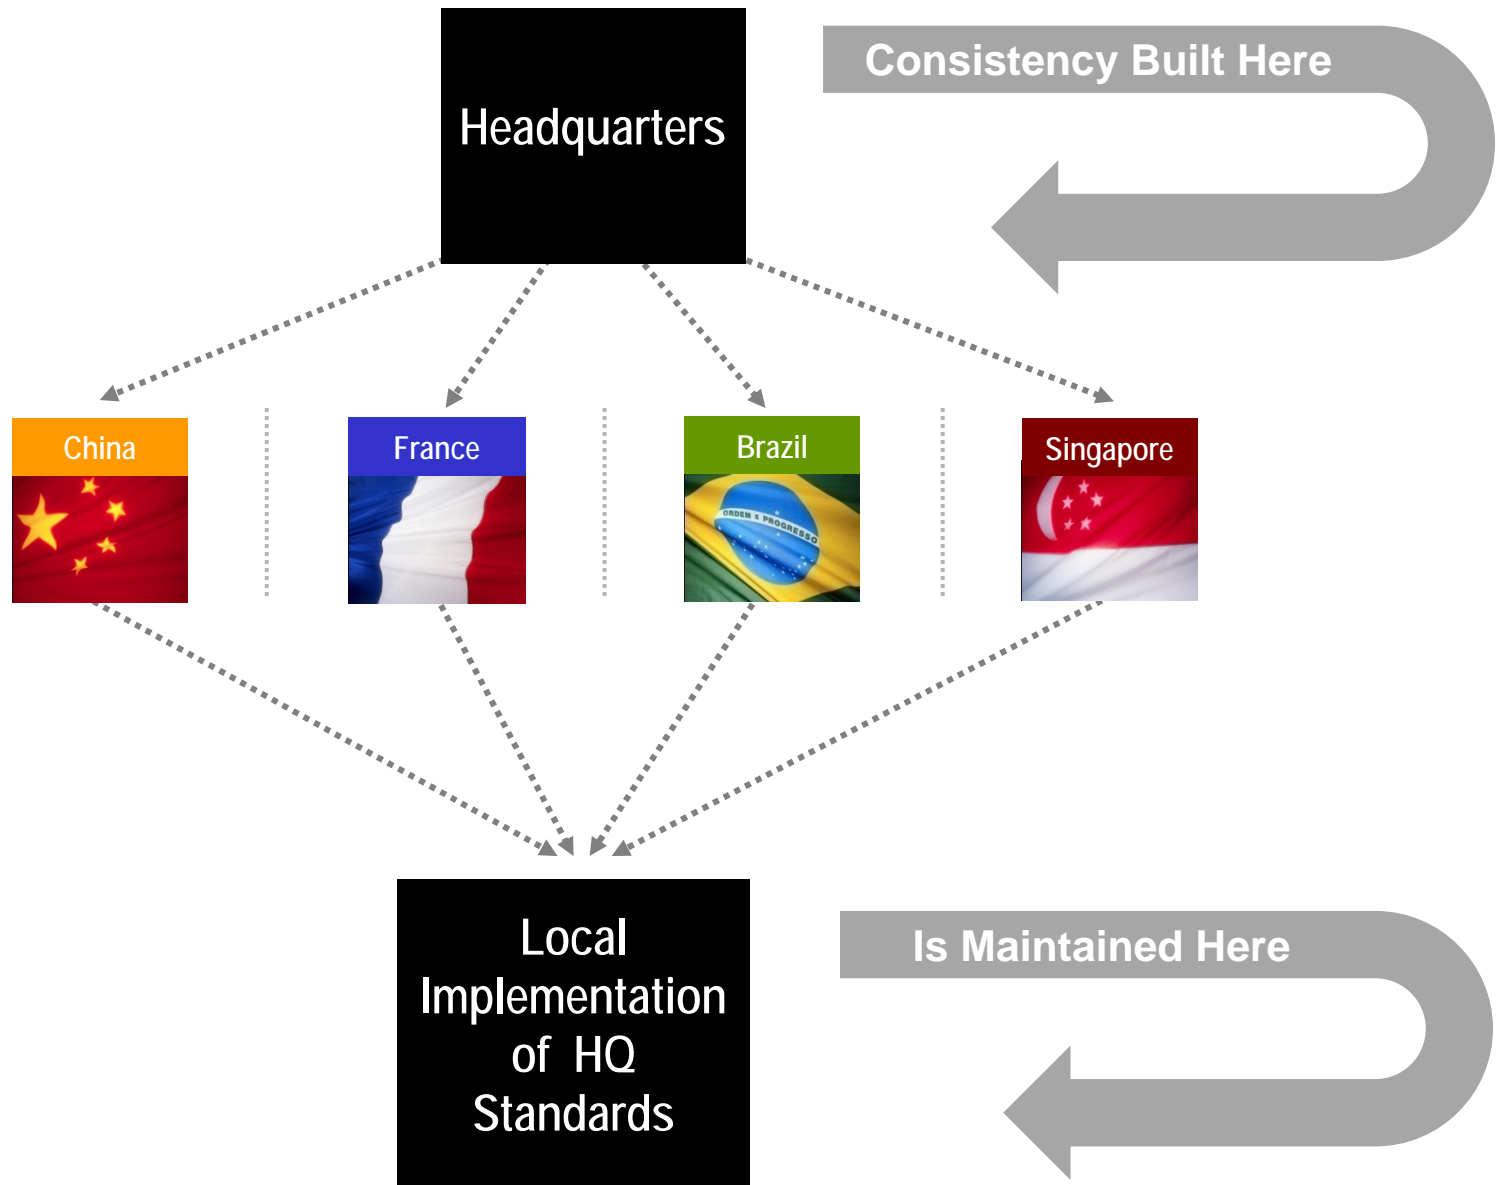 Consistency Built Here
Headquarters
China
France
Brazil
Singapore
ORDEM E PROGRESSO
Local
Implementation
of HQ
Standards
Is Maintained Here